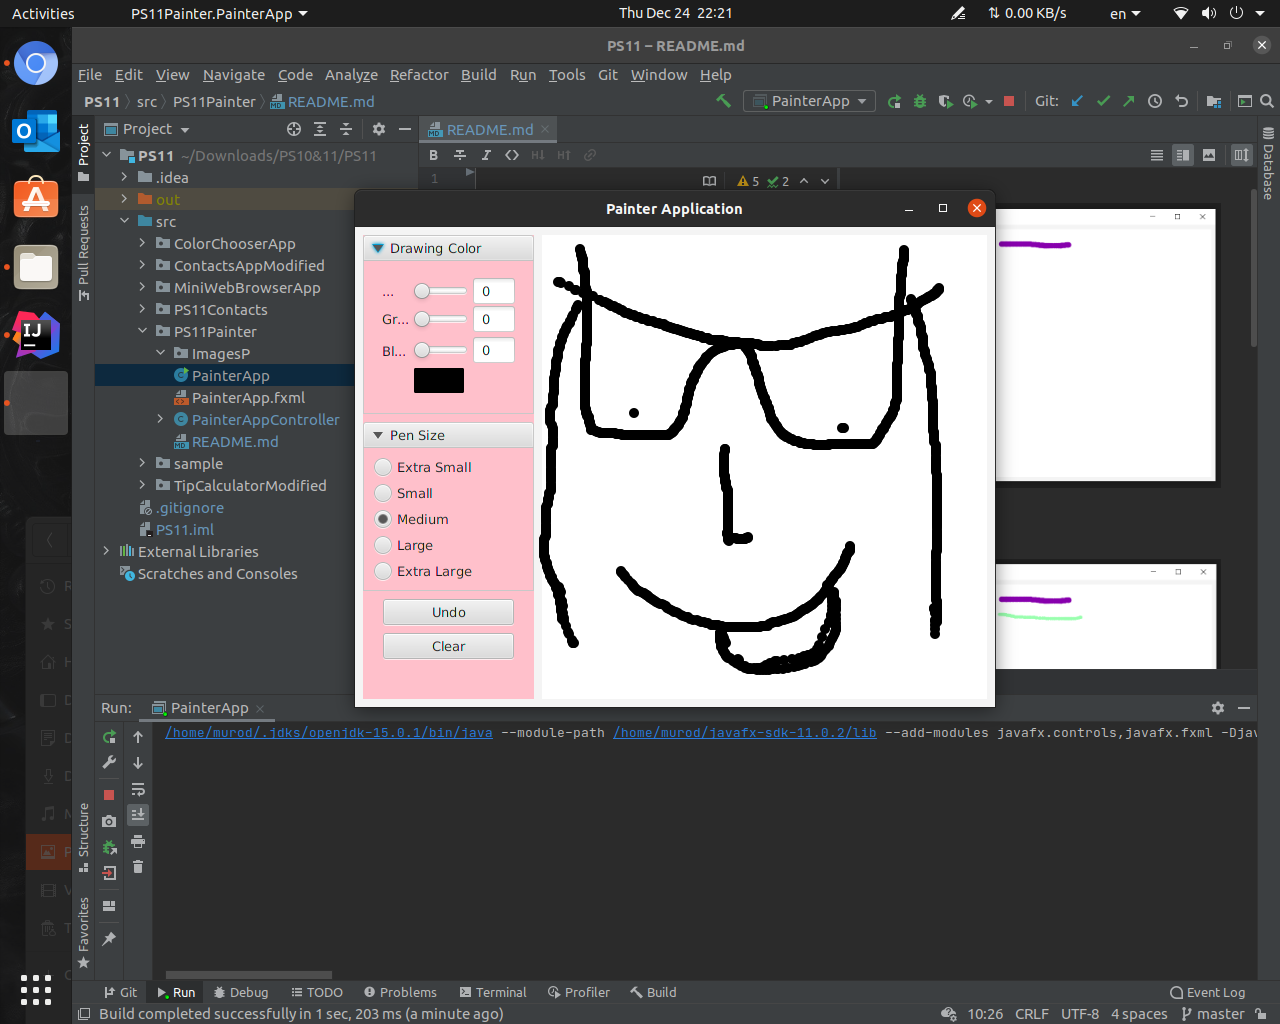 Activities
PS11Painter.PainterApp
Thu Dec 24 22:21
0.00 KB/s
en
PS11 – README.md
File Edit View Navigate Code Analyze Refactor Build Run Tools Git Window Help
PS11 src PS11Painter README.md
PainterApp
Git:
Project
README.md
Project
Pull Requests
Database
PS11 ~/Downloads/PS10&11/PS11
.idea
out
src
ColorChooserApp
ContactsAppModified
MiniWebBrowserApp
PS11Contacts
PS11Painter
ImagesP
PainterApp
PainterApp.fxml
PainterAppController
README.md
sample
TipCalculatorModified
.gitignore
PS11.iml
External Libraries
Scratches and Consoles
B I H↓ H↑
1
5 2
Painter Application
Drawing Color
... 0
Gr... 0
Bl... 0
Pen Size
Extra Small
Small
Medium
Large
Extra Large
Undo
Clear
Run: PainterApp
/home/murod/.jdks/openjdk-15.0.1/bin/java --module-path /home/murod/javafx-sdk-11.0.2/lib --add-modules javafx.controls,javafx.fxml -Djav
Structure
Favorites
Git Run Debug TODO Problems Terminal Profiler Build Event Log
Build completed successfully in 1 sec, 203 ms (a minute ago)
10:26 CRLF UTF-8 4 spaces master